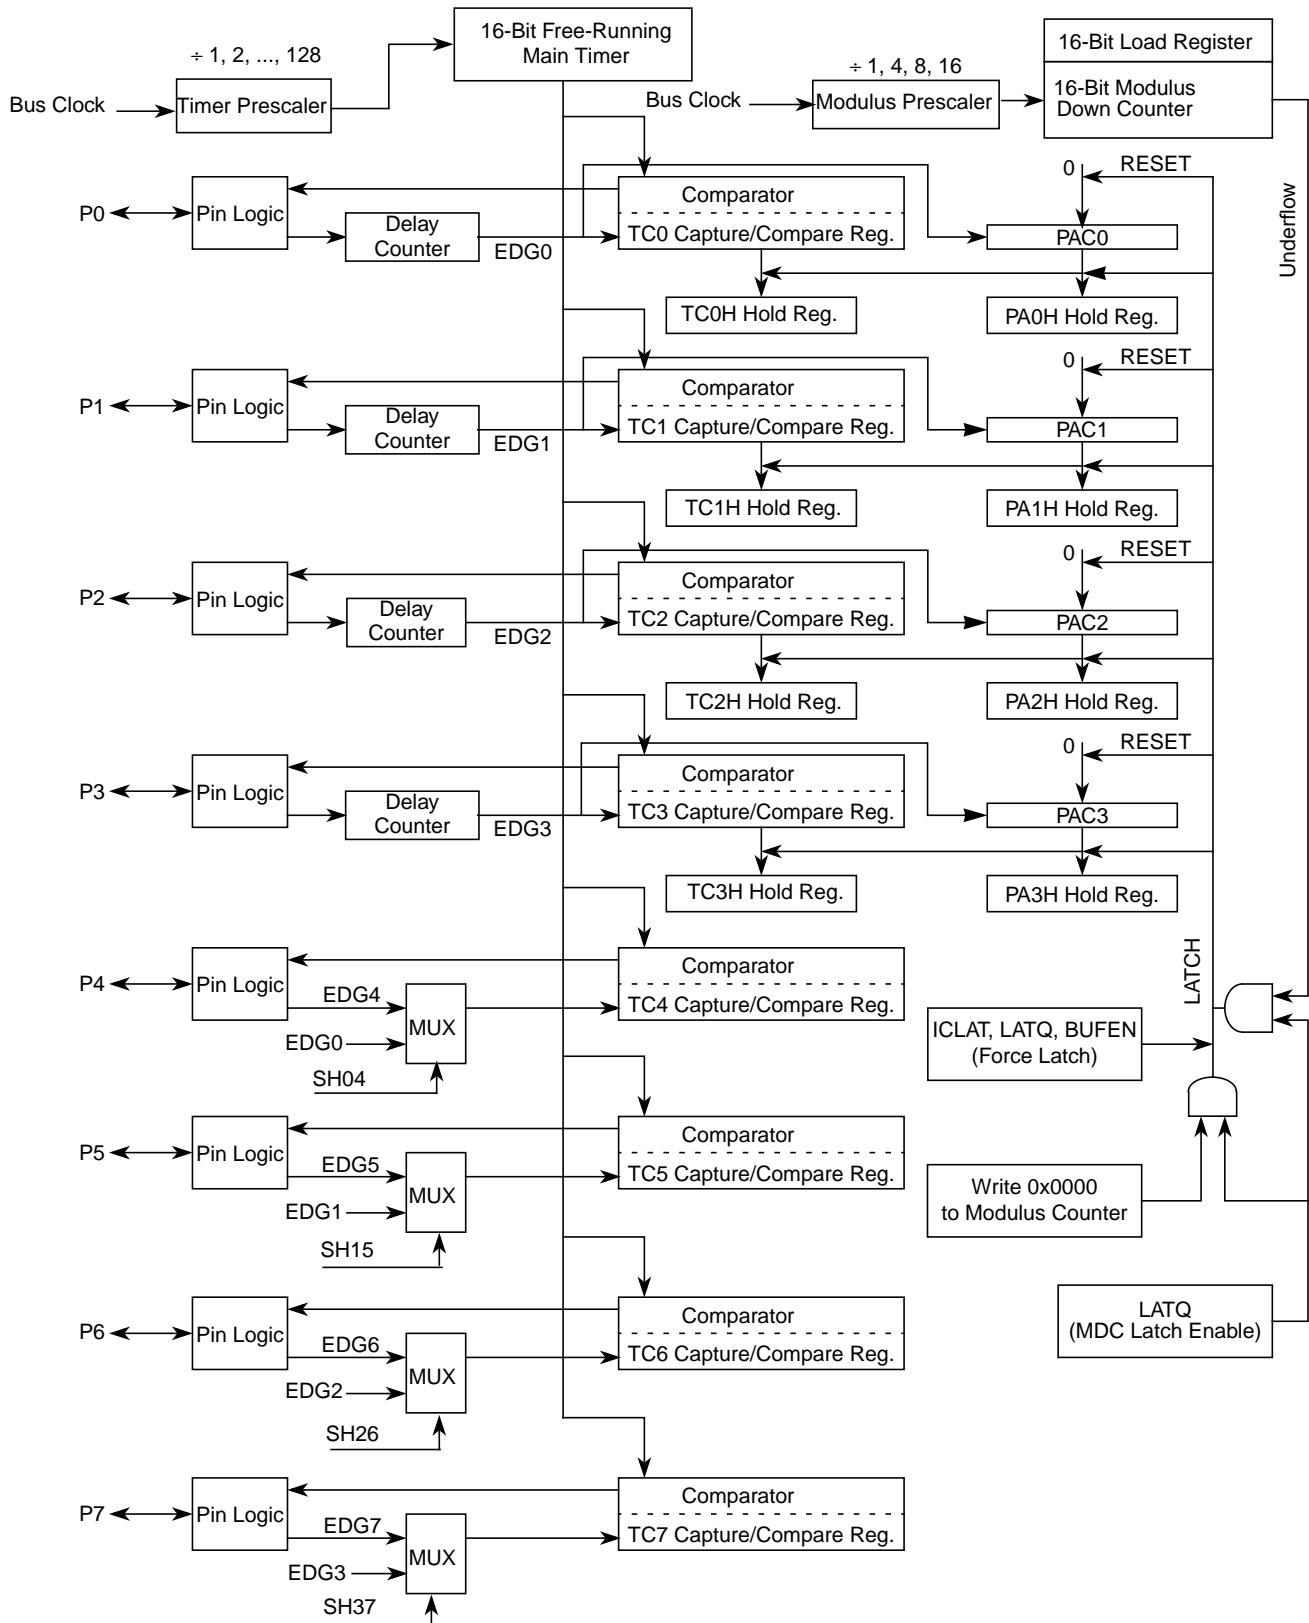 16-Bit Free-Running
Main Timer
÷ 1, 2, ..., 128
Bus Clock
Timer Prescaler
÷ 1, 4, 8, 16
Bus Clock
Modulus Prescaler
16-Bit Load Register
16-Bit Modulus
Down Counter
Underflow
P0
Pin Logic
Delay
Counter
EDG0
Comparator
TC0 Capture/Compare Reg.
TC0H Hold Reg.
0
RESET
PAC0
PA0H Hold Reg.
P1
Pin Logic
Delay
Counter
EDG1
Comparator
TC1 Capture/Compare Reg.
TC1H Hold Reg.
0
RESET
PAC1
PA1H Hold Reg.
P2
Pin Logic
Delay
Counter
EDG2
Comparator
TC2 Capture/Compare Reg.
TC2H Hold Reg.
0
RESET
PAC2
PA2H Hold Reg.
P3
Pin Logic
Delay
Counter
EDG3
Comparator
TC3 Capture/Compare Reg.
TC3H Hold Reg.
0
RESET
PAC3
PA3H Hold Reg.
LATCH
P4
Pin Logic
EDG4
EDG0
MUX
SH04
Comparator
TC4 Capture/Compare Reg.
ICLAT, LATQ, BUFEN
(Force Latch)
P5
Pin Logic
EDG5
EDG1
MUX
SH15
Comparator
TC5 Capture/Compare Reg.
Write 0x0000
to Modulus Counter
P6
Pin Logic
EDG6
EDG2
MUX
SH26
Comparator
TC6 Capture/Compare Reg.
LATQ
(MDC Latch Enable)
P7
Pin Logic
EDG7
EDG3
MUX
SH37
Comparator
TC7 Capture/Compare Reg.